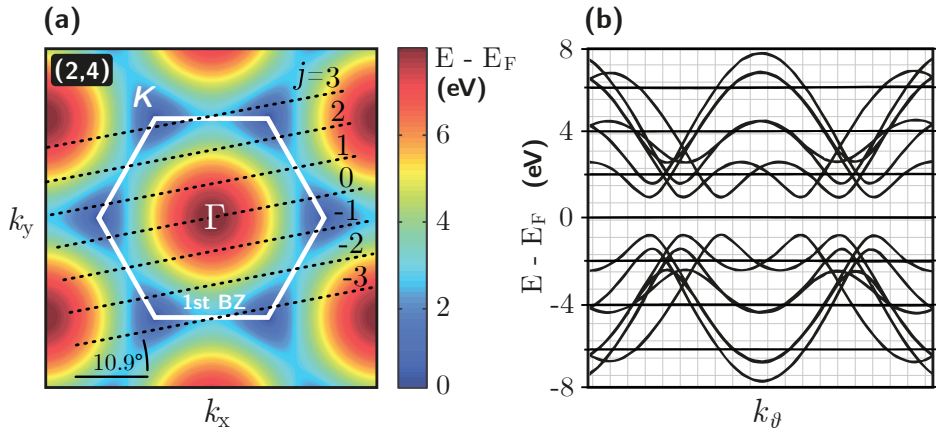 (a)
(2,4)
K
j=3
2
1
0
-1
-2
-3
Γ
1st BZ
10.9°
k_y
k_x
E - E_F
(eV)
6
4
2
0
(b)
8
4
0
-4
-8
E - E_F (eV)
k_ϑ